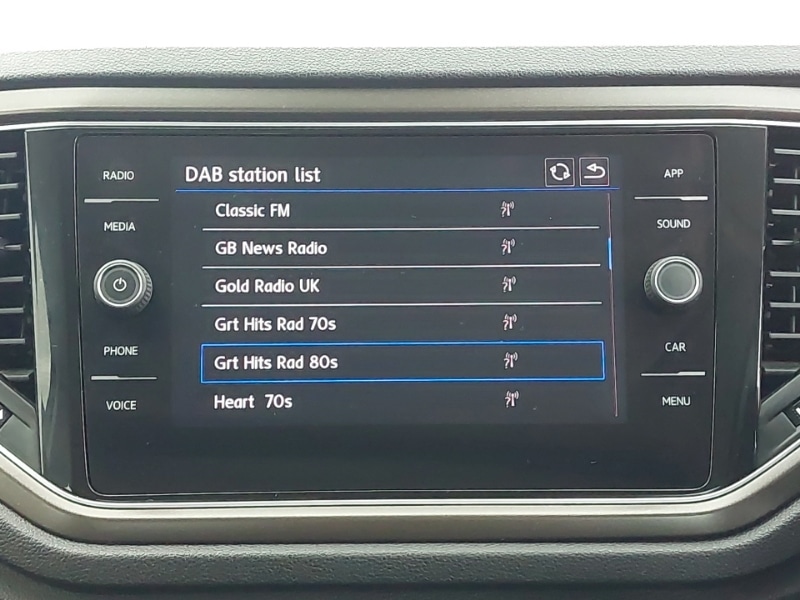 RADIO
DAB station list
APP
MEDIA
Classic FM
SOUND
GB News Radio
Gold Radio UK
Grt Hits Rad 70s
PHONE
Grt Hits Rad 80s
CAR
VOICE
Heart 70s
MENU